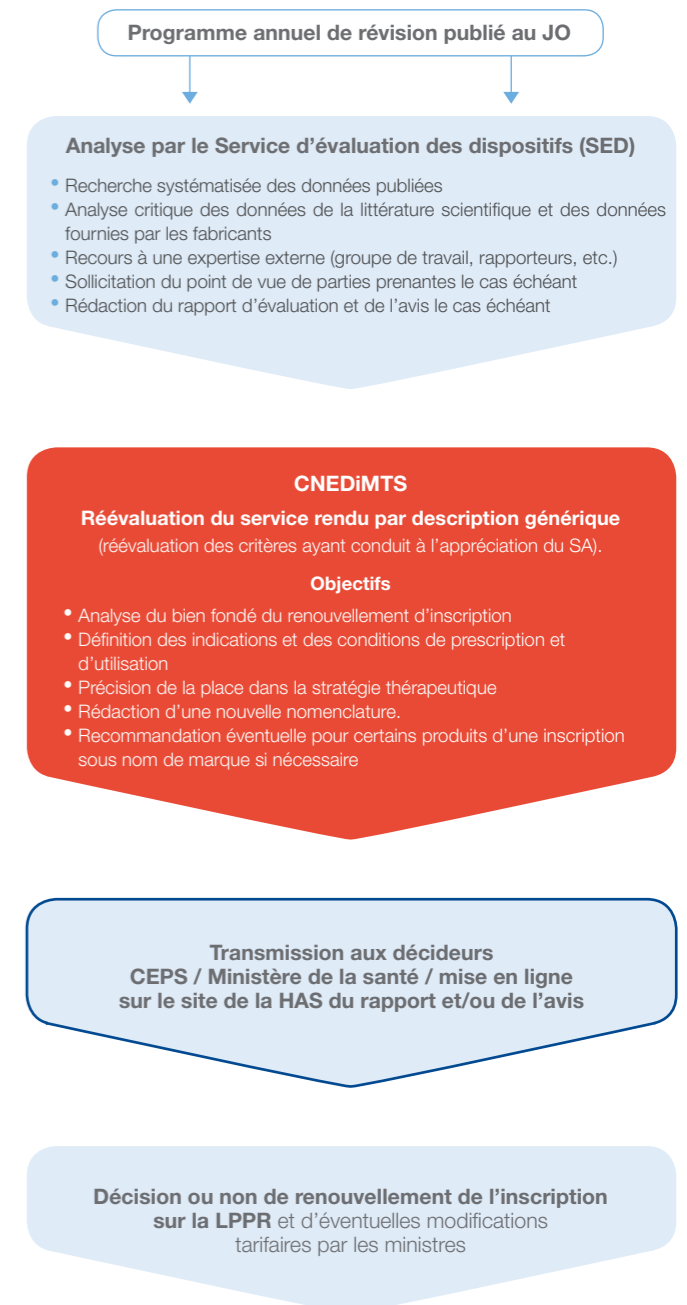 Programme annuel de révision publié au JO
Analyse par le Service d'évaluation des dispositifs (SED)
• Recherche systématisée des données publiées
• Analyse critique des données de la littérature scientifique et des données
fournies par les fabricants
• Recours à une expertise externe (groupe de travail, rapporteurs, etc.)
• Sollicitation du point de vue de parties prenantes le cas échéant
• Rédaction du rapport d'évaluation et de l'avis le cas échéant
CNEDiMTS
Réévaluation du service rendu par description générique
(réévaluation des critères ayant conduit à l'appréciation du SA).
Objectifs
• Analyse du bien fondé du renouvellement d'inscription
• Définition des indications et des conditions de prescription et
d'utilisation
• Précision de la place dans la stratégie thérapeutique
• Rédaction d'une nouvelle nomenclature.
• Recommandation éventuelle pour certains produits d'une inscription
sous nom de marque si nécessaire
Transmission aux décideurs
CEPS / Ministère de la santé / mise en ligne
sur le site de la HAS du rapport et/ou de l'avis
Décision ou non de renouvellement de l'inscription
sur la LPPR et d'éventuelles modifications
tarifaires par les ministres